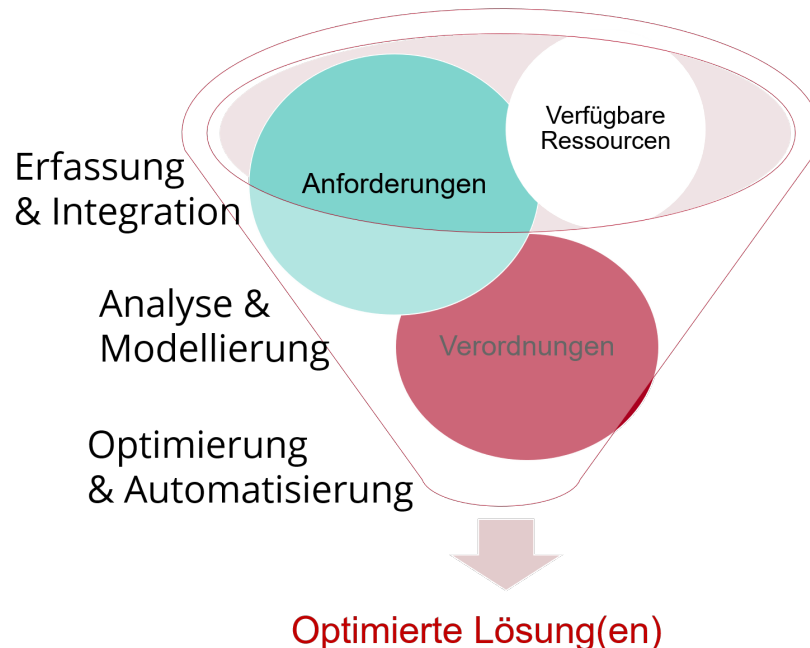 Verfügbare
Ressourcen
Erfassung
& Integration
Anforderungen
Analyse &
Modellierung
Verordnungen
Optimierung
& Automatisierung
Optimierte Lösung(en)